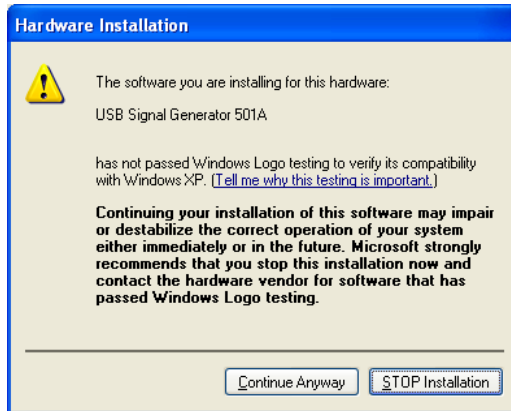 Hardware Installation
The software you are installing for this hardware:
USB Signal Generator 501A
has not passed Windows Logo testing to verify its compatibility
with Windows XP. (Tell me why this testing is important.)
Continuing your installation of this software may impair
or destabilize the correct operation of your system
either immediately or in the future. Microsoft strongly
recommends that you stop this installation now and
contact the hardware vendor for software that has
passed Windows Logo testing.
Continue Anyway
STOP Installation